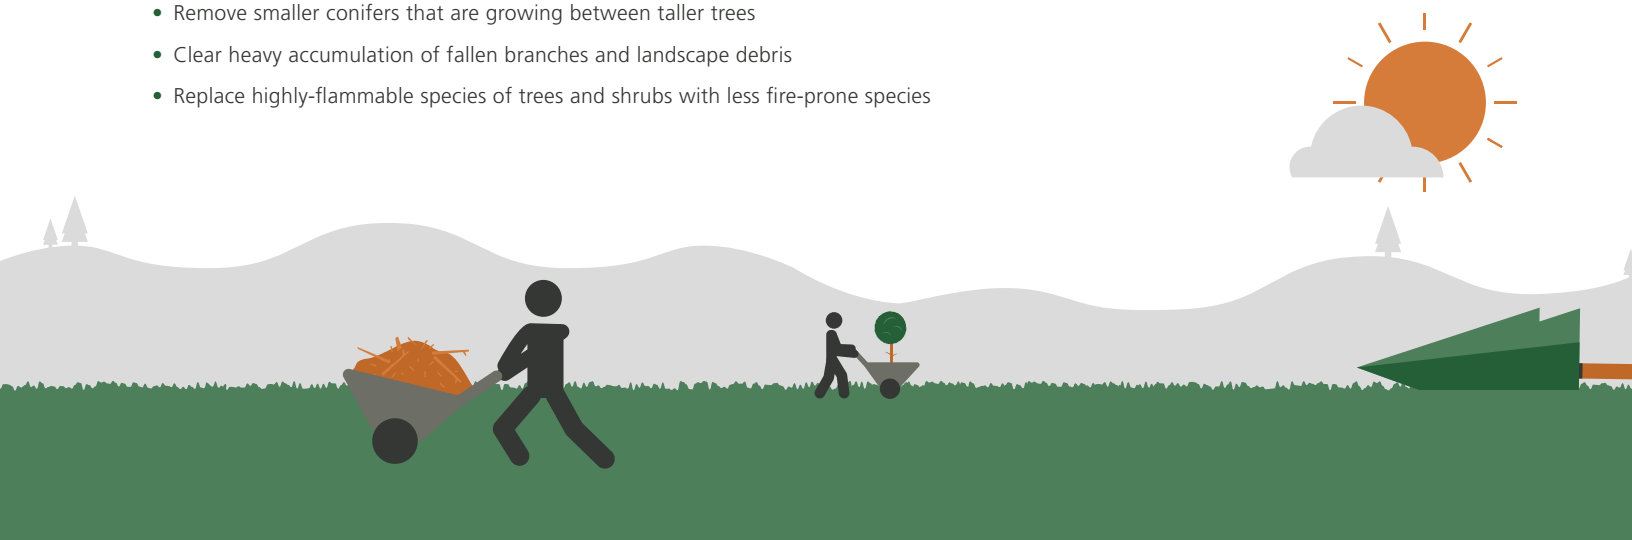 • Remove smaller conifers that are growing between taller trees
• Clear heavy accumulation of fallen branches and landscape debris
• Replace highly-flammable species of trees and shrubs with less fire-prone species